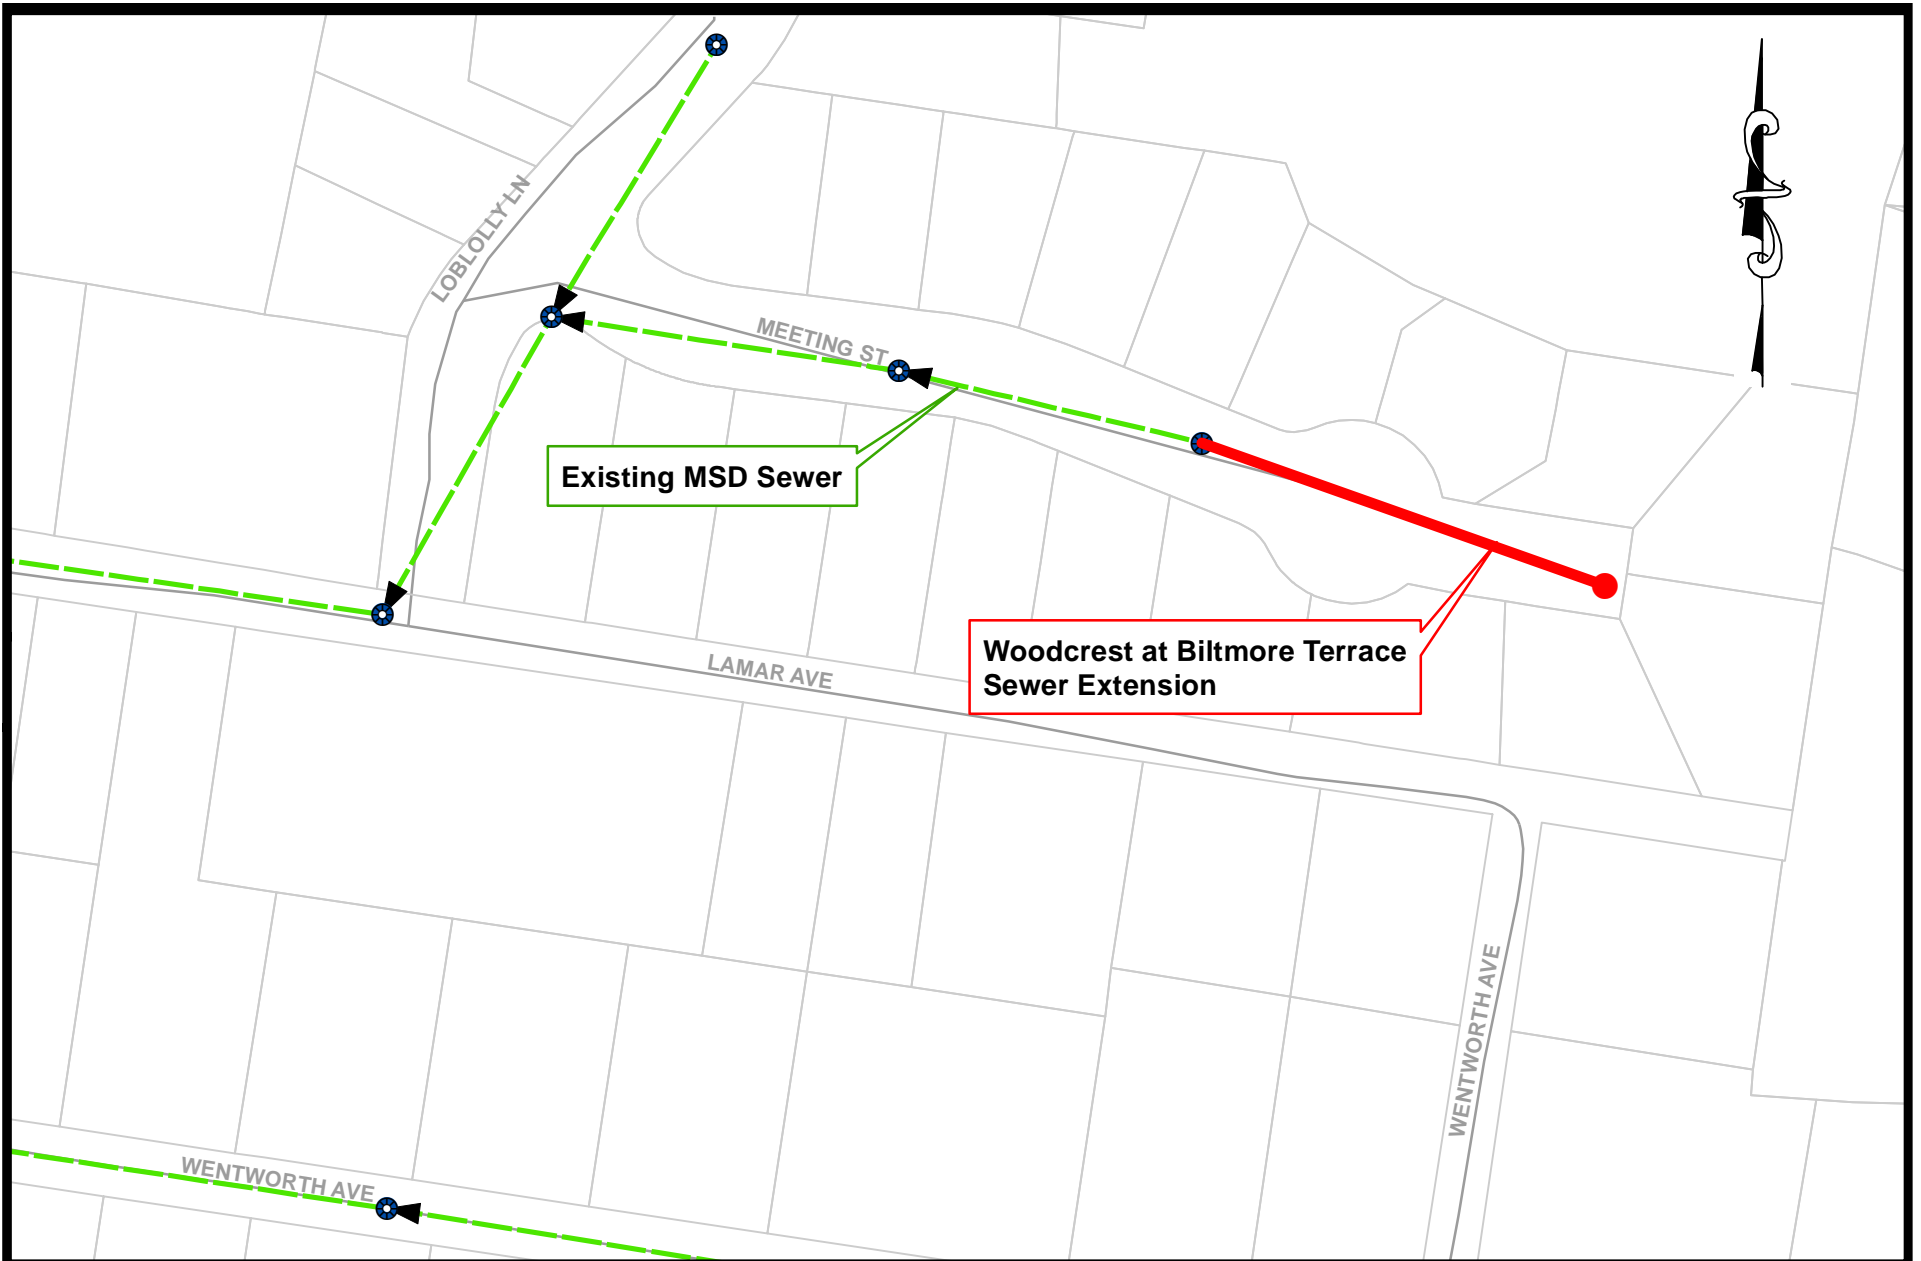 LOBLOLLY LN
MEETING ST
Existing MSD Sewer
Woodcrest at Biltmore Terrace
Sewer Extension
LAMAR AVE
WENTWORTH AVE
WENTWORTH AVE